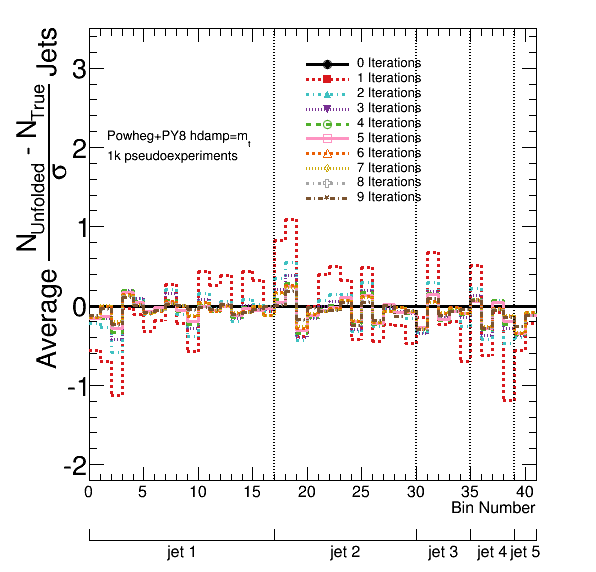 Average N_Unfolded - N_True / σ Jets
3
2
1
0
-1
-2
0 Iterations
1 Iterations
2 Iterations
3 Iterations
4 Iterations
5 Iterations
6 Iterations
7 Iterations
8 Iterations
9 Iterations
Powheg+PY8 hdamp=m_t
1k pseudoexperiments
0 5 10 15 20 25 30 35 40
Bin Number
jet 1 jet 2 jet 3 jet 4 jet 5